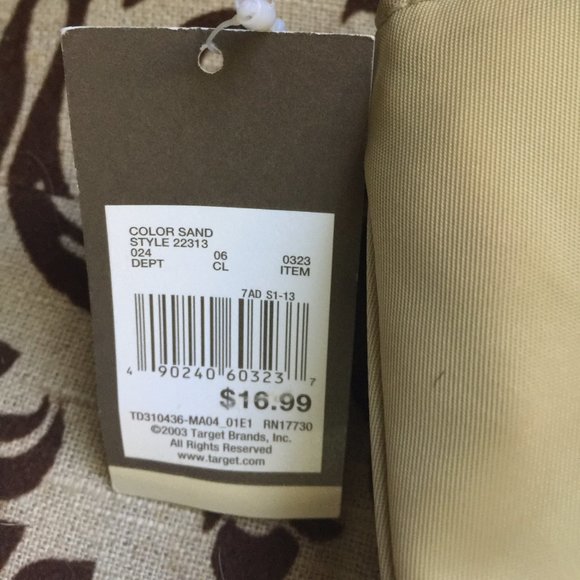 COLOR SAND
STYLE 22313
024 06 0323
DEPT CL ITEM
7AD S1-13
4 90240 60323 7
$16.99
TD310436-MA04_01E1 RN17730
©2003 Target Brands, Inc.
All Rights Reserved
www.target.com